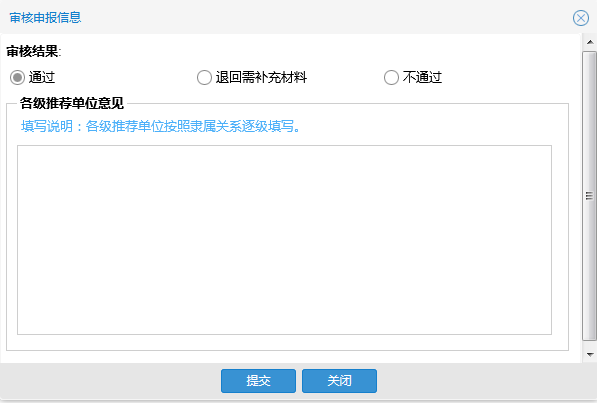 审核申报信息
审核结果:
通过 退回需补充材料 不通过
各级推荐单位意见
填写说明：各级推荐单位按照隶属关系逐级填写。
提交 关闭